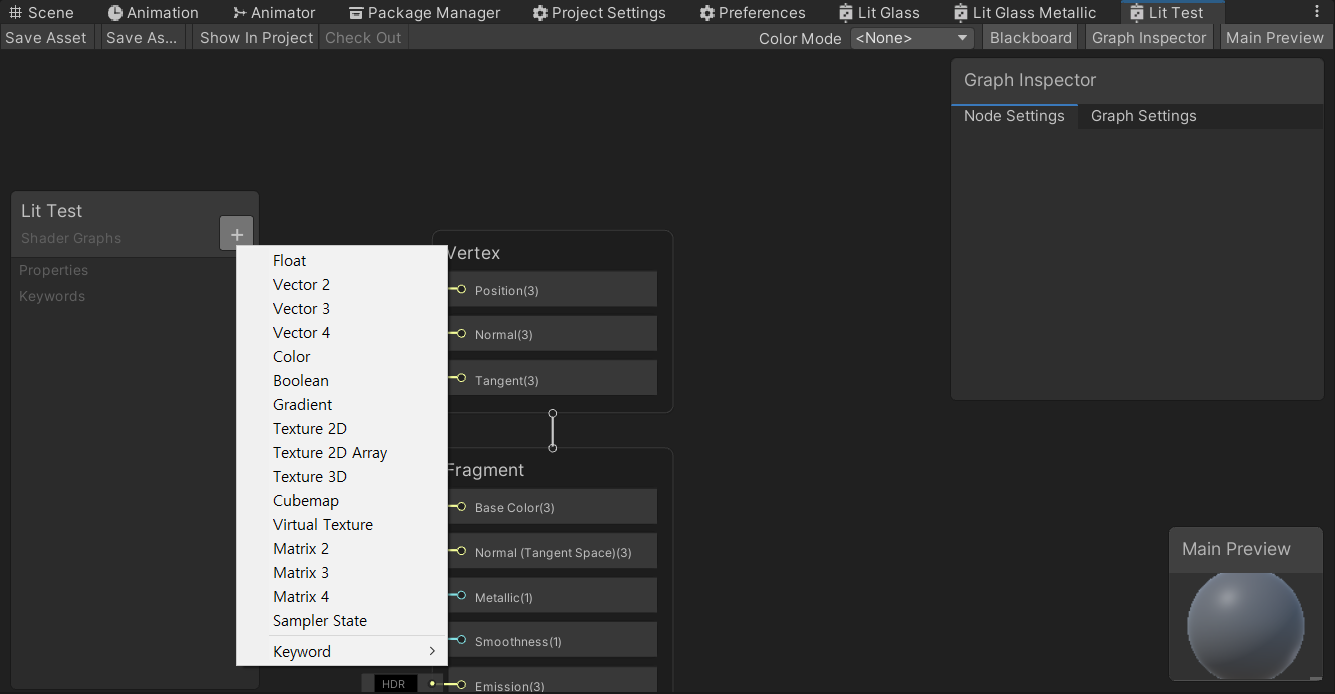 Scene Animation Animator Package Manager Project Settings Preferences Lit Glass Lit Glass Metallic Lit Test
Save Asset Save As... Show In Project Check Out Color Mode <None> Blackboard Graph Inspector Main Preview
Graph Inspector
Node Settings Graph Settings
Lit Test
Shader Graphs
+
Properties
Keywords
Float
Vector 2
Vector 3
Vector 4
Color
Boolean
Gradient
Texture 2D
Texture 2D Array
Texture 3D
Cubemap
Virtual Texture
Matrix 2
Matrix 3
Matrix 4
Sampler State
Keyword
Vertex
Position(3)
Normal(3)
Tangent(3)
Fragment
Base Color(3)
Normal (Tangent Space)(3)
Metallic(1)
Smoothness(1)
HDR Emission(3)
Main Preview